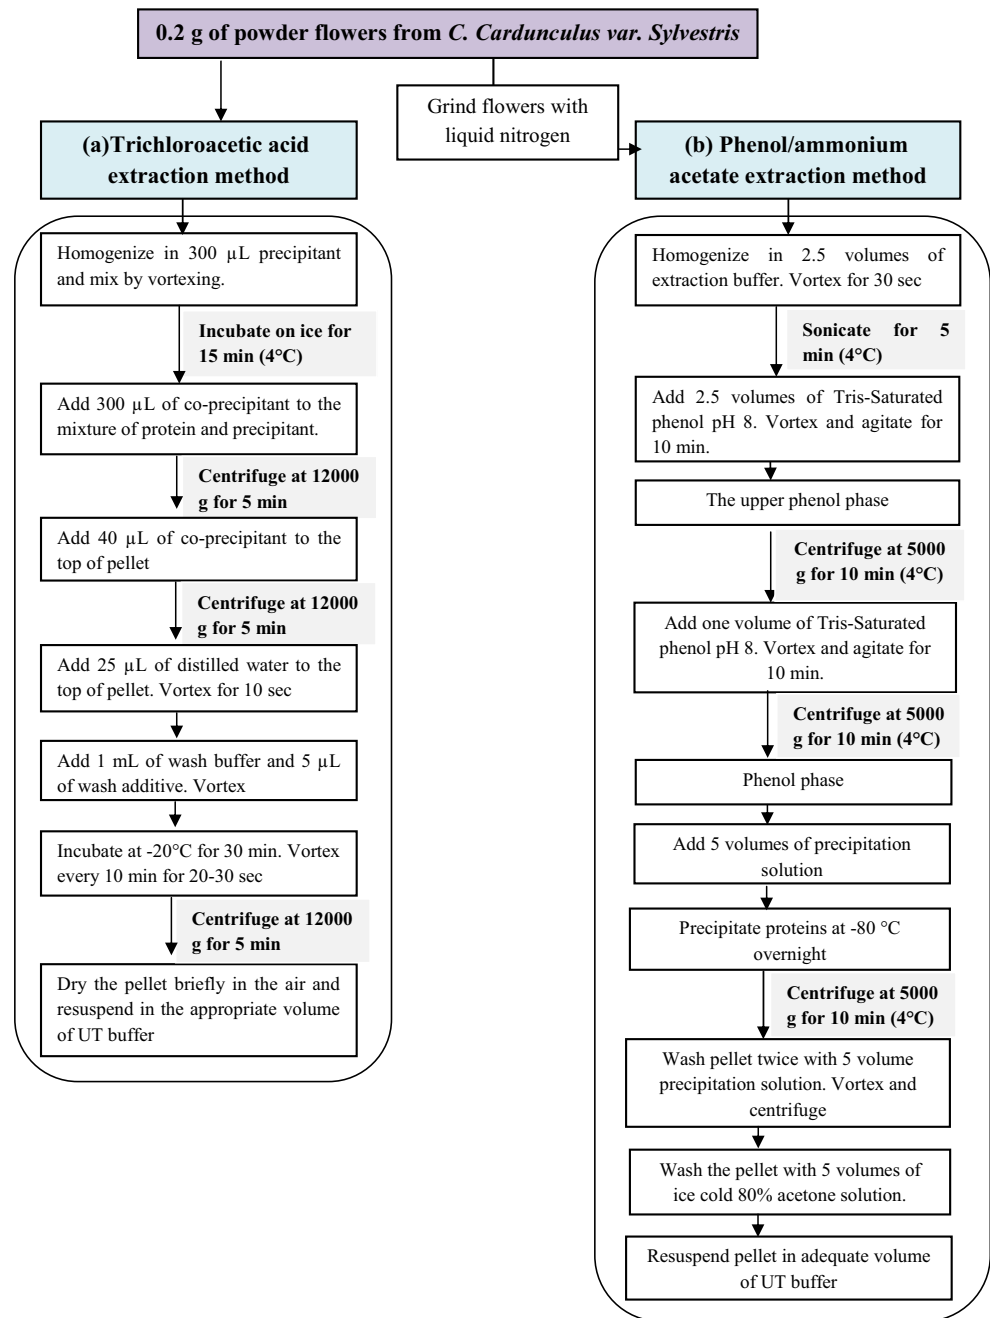 0.2 g of powder flowers from C. Cardunculus var. Sylvestris
Grind flowers with
liquid nitrogen
(a)Trichloroacetic acid
extraction method
Homogenize in 300 µL precipitant
and mix by vortexing.
Incubate on ice for
15 min (4°C)
Add 300 µL of co-precipitant to the
mixture of protein and precipitant.
Centrifuge at 12000
g for 5 min
Add 40 µL of co-precipitant to the
top of pellet
Centrifuge at 12000
g for 5 min
Add 25 µL of distilled water to the
top of pellet. Vortex for 10 sec
Add 1 mL of wash buffer and 5 µL
of wash additive. Vortex
Incubate at -20°C for 30 min. Vortex
every 10 min for 20-30 sec
Centrifuge at 12000
g for 5 min
Dry the pellet briefly in the air and
resuspend in the appropriate volume
of UT buffer
(b) Phenol/ammonium
acetate extraction method
Homogenize in 2.5 volumes of
extraction buffer. Vortex for 30 sec
Sonicate for 5
min (4°C)
Add 2.5 volumes of Tris-Saturated
phenol pH 8. Vortex and agitate for
10 min.
The upper phenol phase
Centrifuge at 5000
g for 10 min (4°C)
Add one volume of Tris-Saturated
phenol pH 8. Vortex and agitate for
10 min.
Centrifuge at 5000
g for 10 min (4°C)
Phenol phase
Add 5 volumes of precipitation
solution
Precipitate proteins at -80 °C
overnight
Centrifuge at 5000
g for 10 min (4°C)
Wash pellet twice with 5 volume
precipitation solution. Vortex and
centrifuge
Wash the pellet with 5 volumes of
ice cold 80% acetone solution.
Resuspend pellet in adequate volume
of UT buffer